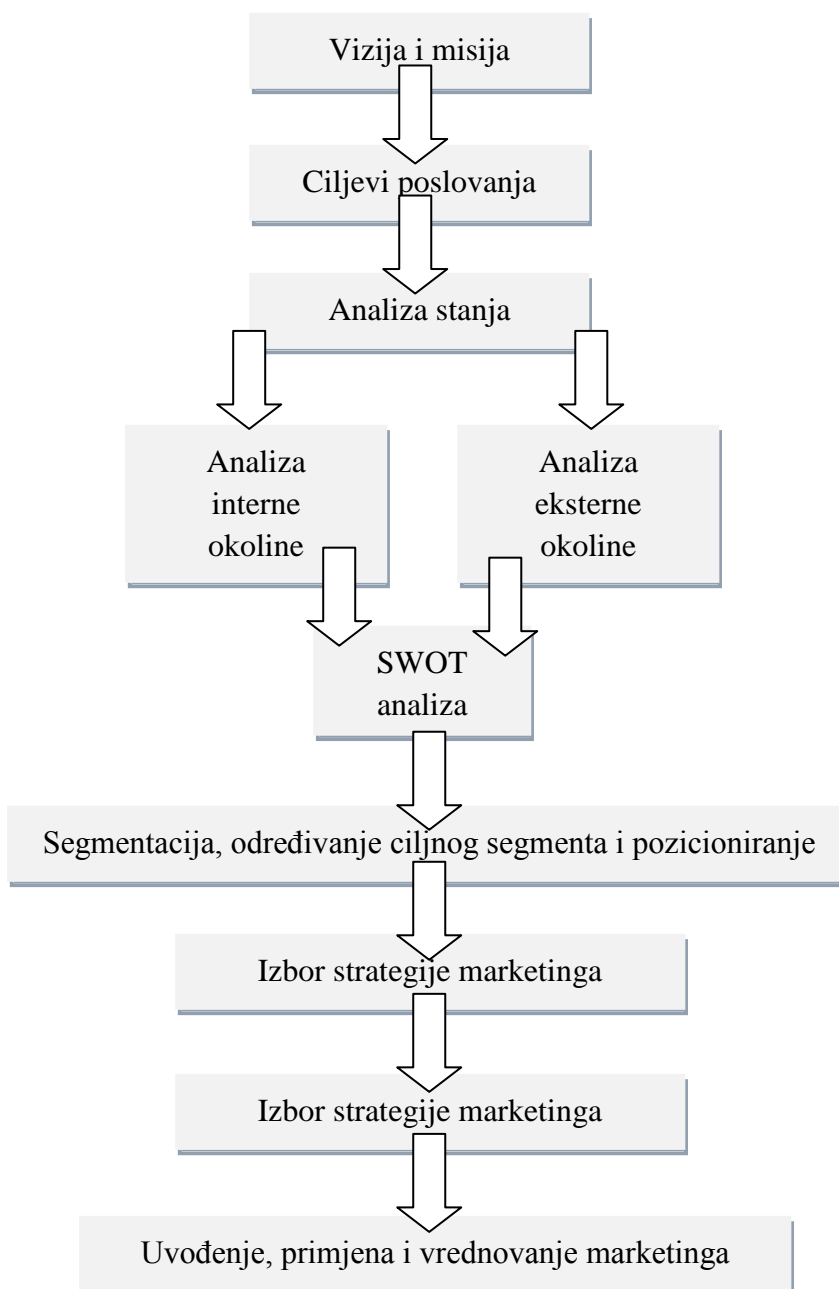 Vizija i misija
Ciljevi poslovanja
Analiza stanja
Analiza
interne
okoline
Analiza
eksterne
okoline
SWOT
analiza
Segmentacija, određivanje ciljnog segmenta i pozicioniranje
Izbor strategije marketinga
Izbor strategije marketinga
Uvođenje, primjena i vrednovanje marketinga